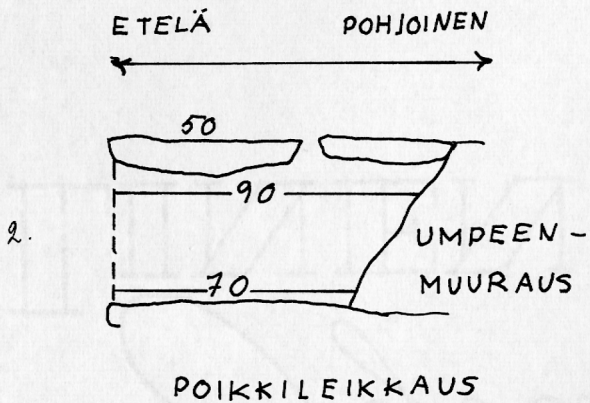 ETELÄ POHJOINEN
50
90
2.
UMPEEN-
MUURAUS
70
POIKKILEIKKAUS